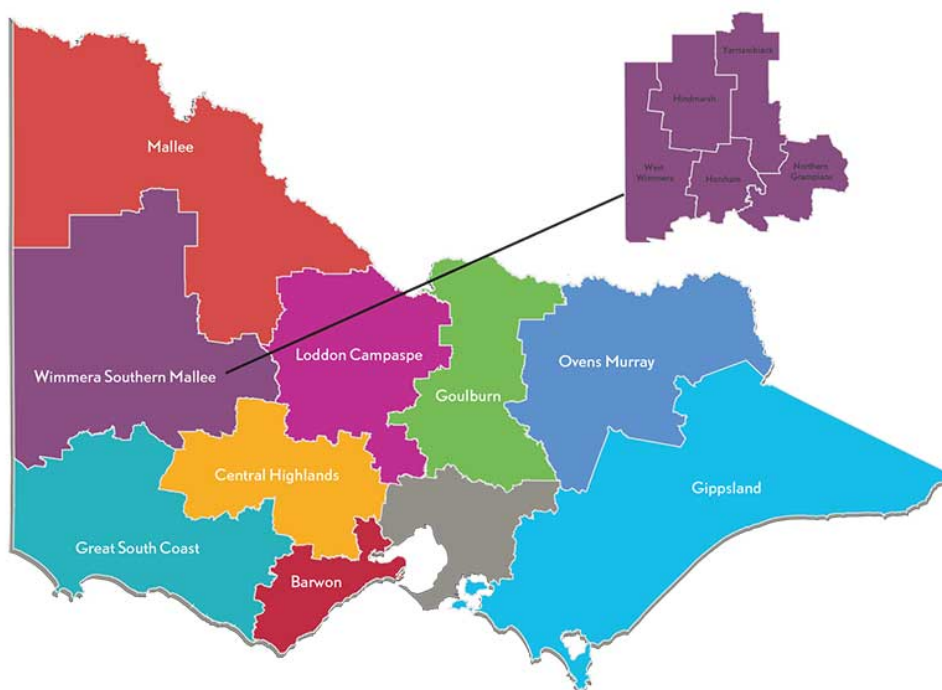 Yarriambiack
Hindmarsh
West
Wimmera
Horsham
Northern
Grampians
Mallee
Wimmera Southern Mallee
Loddon Campaspe
Goulburn
Ovens Murray
Central Highlands
Gippsland
Great South Coast
Barwon